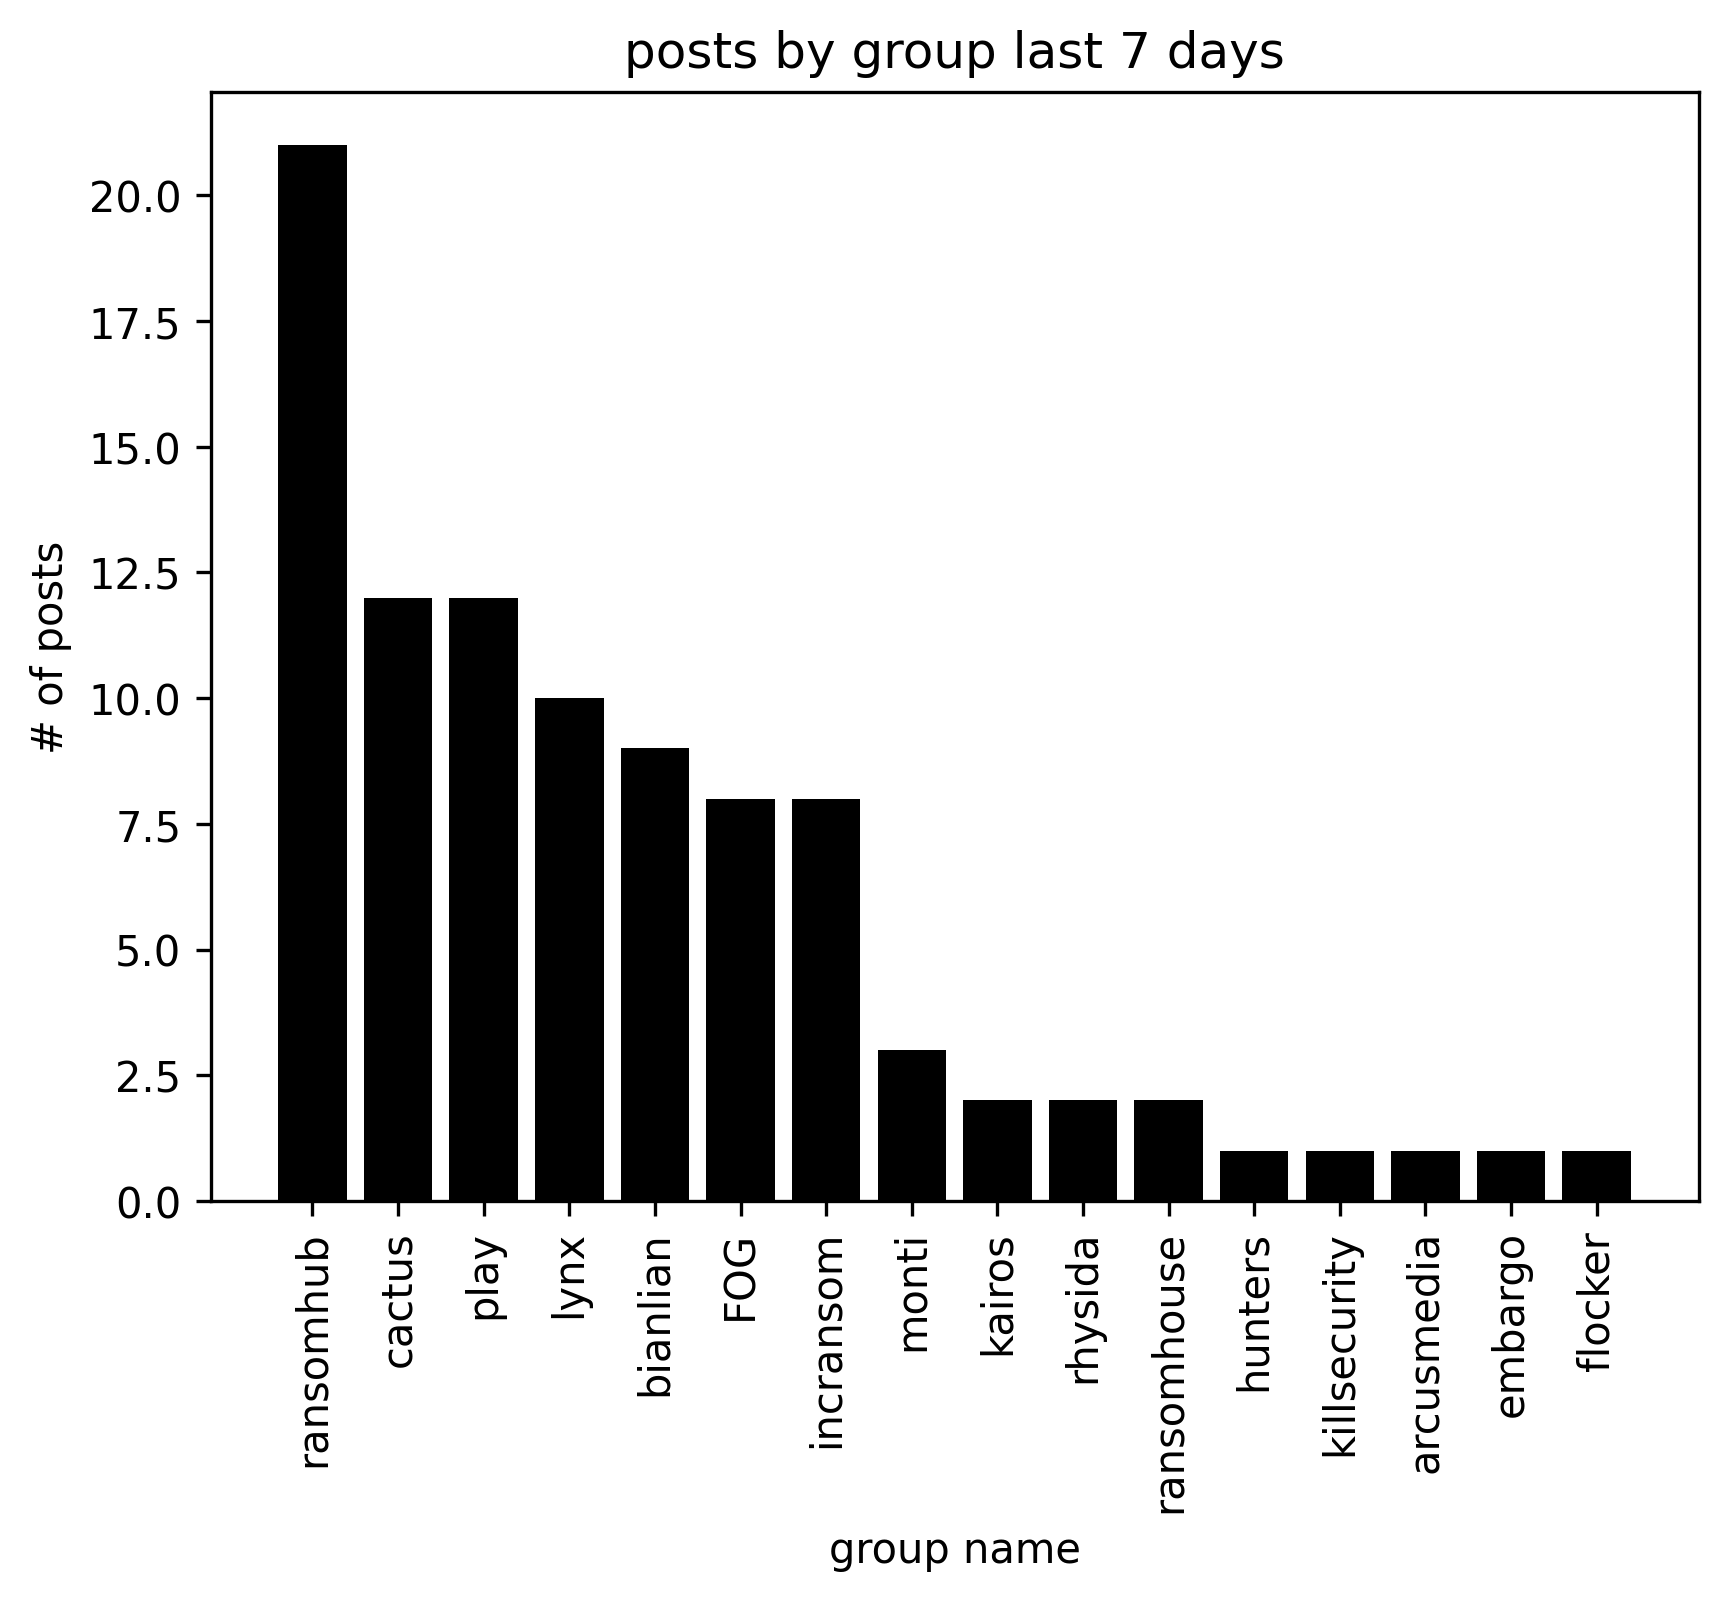 posts by group last 7 days
# of posts
20.0
17.5
15.0
12.5
10.0
7.5
5.0
2.5
0.0
ransomhub
cactus
play
lynx
bianlian
FOG
incransom
monti
kairos
rhysida
ransomhouse
hunters
killsecurity
arcusmedia
embargo
flocker
group name